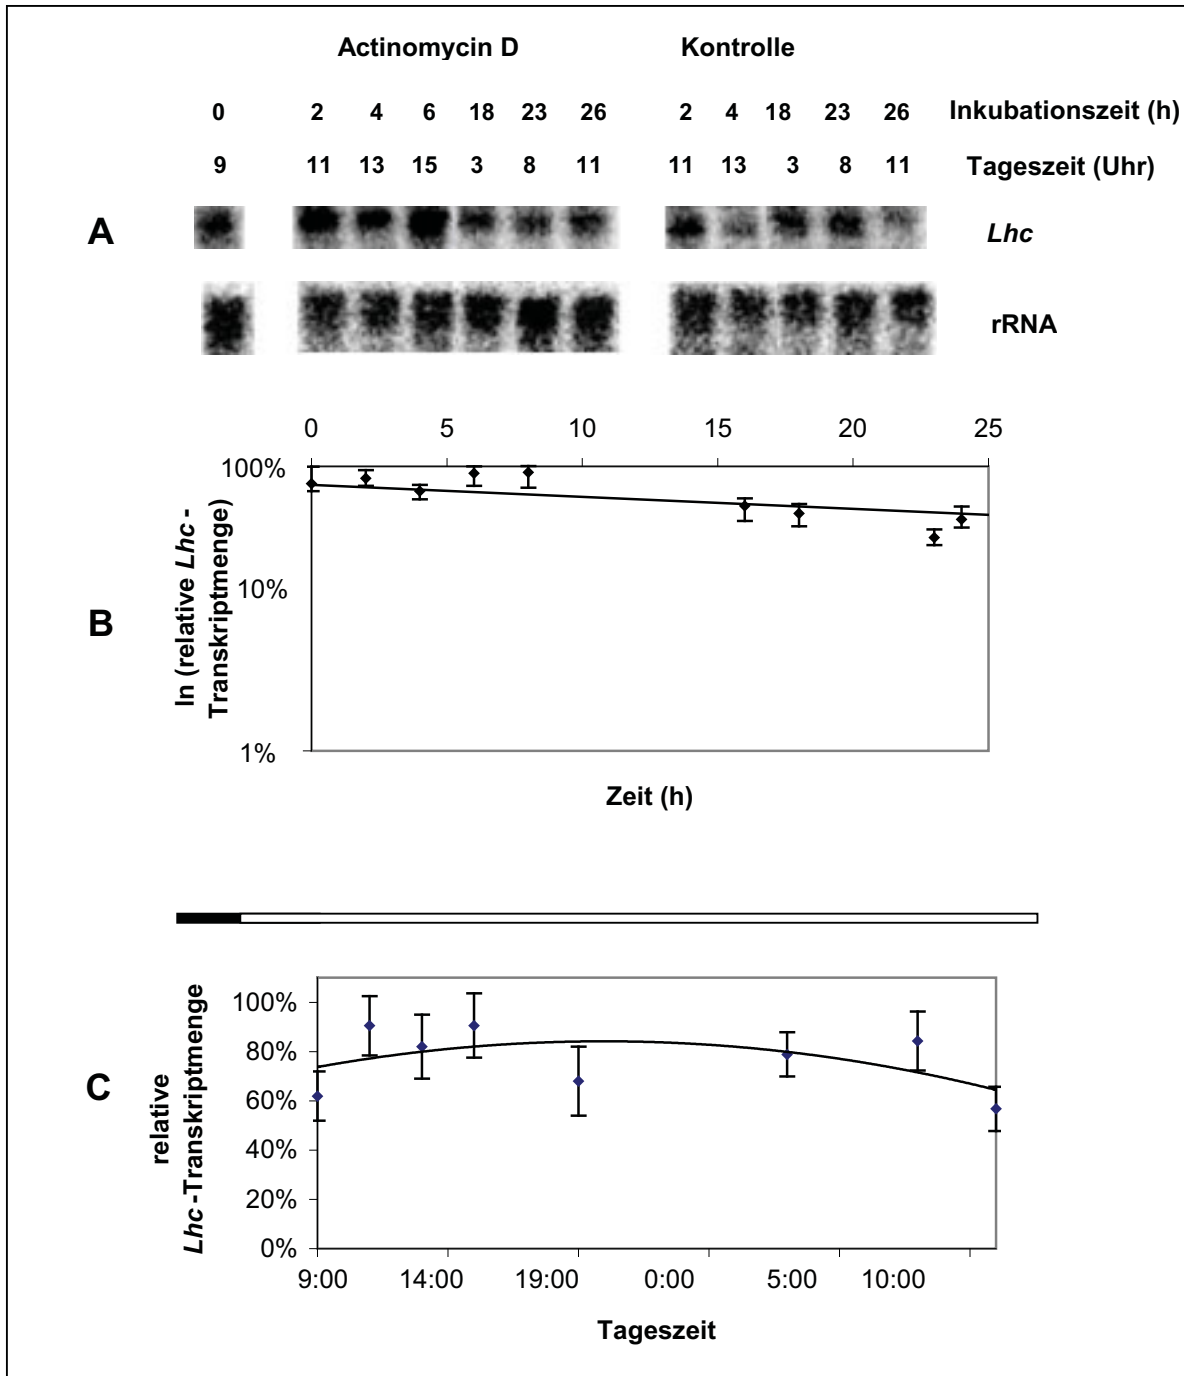 Actinomycin D Kontrolle
0 2 4 6 18 23 26 2 4 18 23 26 Inkubationszeit (h)
9 11 13 15 3 8 11 11 13 3 8 11 Tageszeit (Uhr)
A Lhc
rRNA
0 5 10 15 20 25
100%
10%
1%
B
ln (relative Lhc -
Transkriptmenge)
Zeit (h)
C
relative
Lhc -Transkriptmenge
100%
80%
60%
40%
20%
0%
9:00 14:00 19:00 0:00 5:00 10:00
Tageszeit